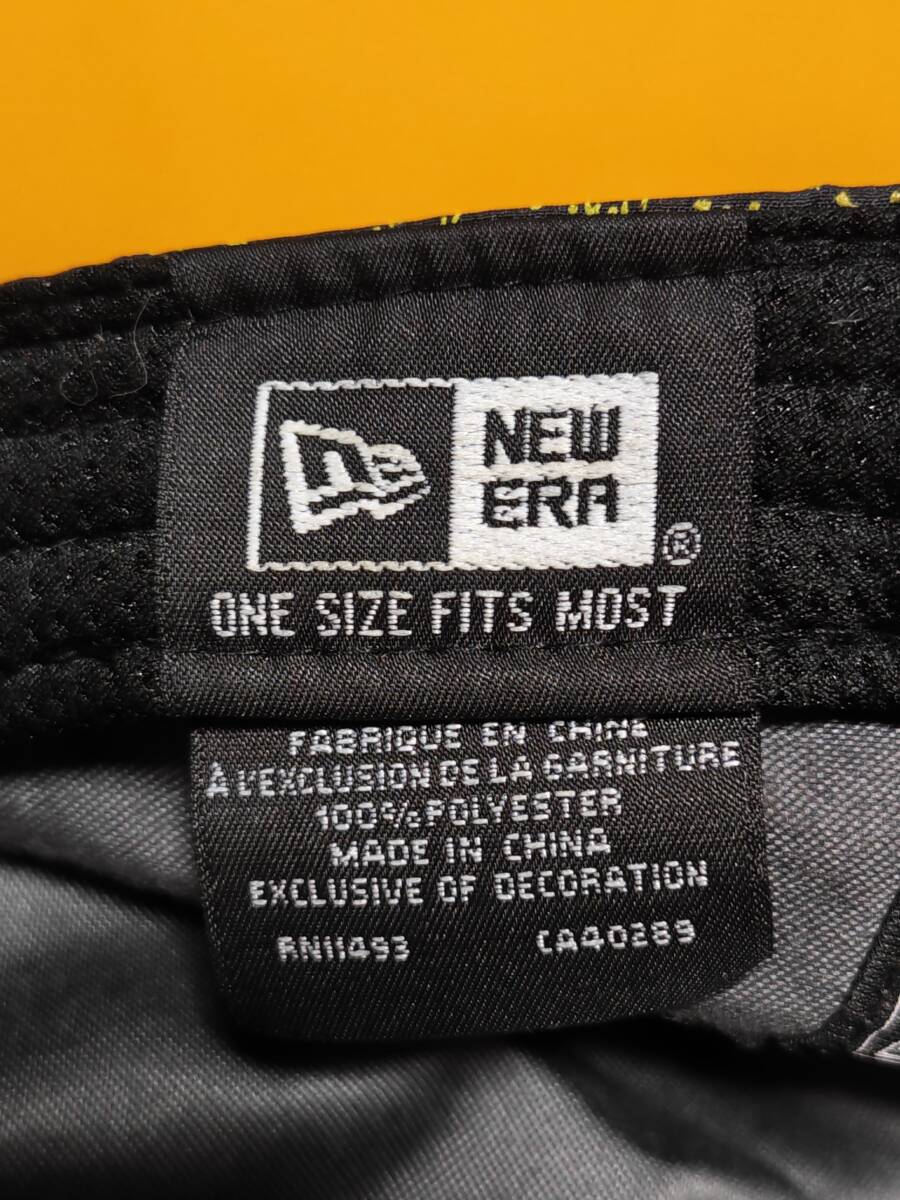 NEW
ERA
®
ONE SIZE FITS MOST
FABRIQUE EN CHINE
À L'EXCLUSION DE LA GARNITURE
100% POLYESTER
MADE IN CHINA
EXCLUSIVE OF DECORATION
RN11493 CA40289